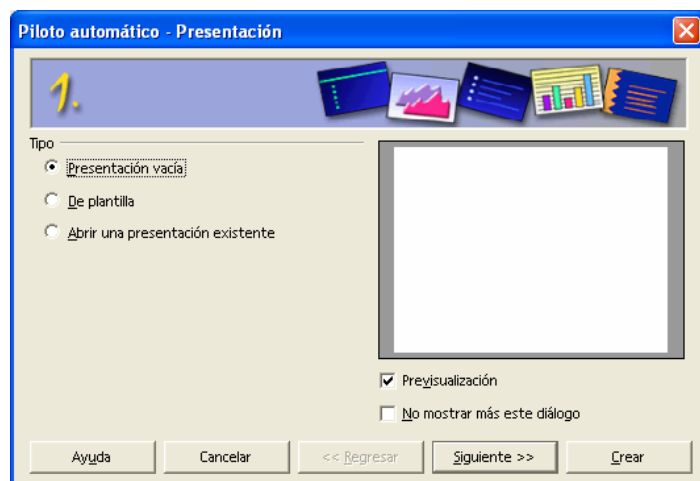 Piloto automático - Presentación
1.
Tipo
Presentación vacía
De plantilla
Abrir una presentación existente
Previsualización
No mostrar más este diálogo
Ayuda Cancelar << Regresar Siguiente >> Crear